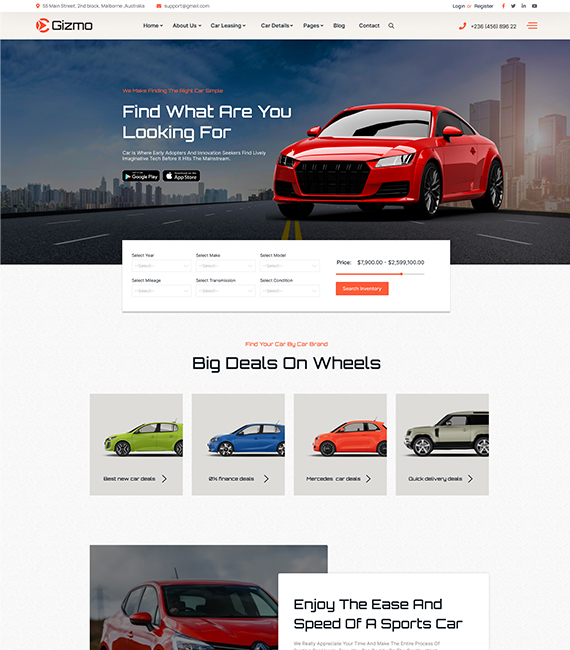 56 Main Street, 2nd block, Malborne ,Australia
support@gmail.com
Login or Register
Gizmo
Home
About Us
Car Leasing
Car Details
Pages
Blog
Contact
+236 (456) 896 22
We Make Finding The Right Car Simple
Find What Are You
Looking For
Car Is Where Early Adopters And Innovation Seekers Find Lively
Imaginative Tech Before It Hits The Mainstream.
Google Play
App Store
Select Year
Select Make
Select Model
-- Select --
-- Select --
-- Select --
Select Mileage
Select Transmission
Select Condition
-- Select --
-- Select --
-- Select --
Price: $7,900.00 - $2,599,100.00
Search Inventory
Find Your Car By Car Brand
Big Deals On Wheels
Best new car deals
0% finance deals
Mercedes car deals
Quick delivery deals
Enjoy The Ease And
Speed Of A Sports Car
We Really Appreciate Your Time And Make The Entire Process Of